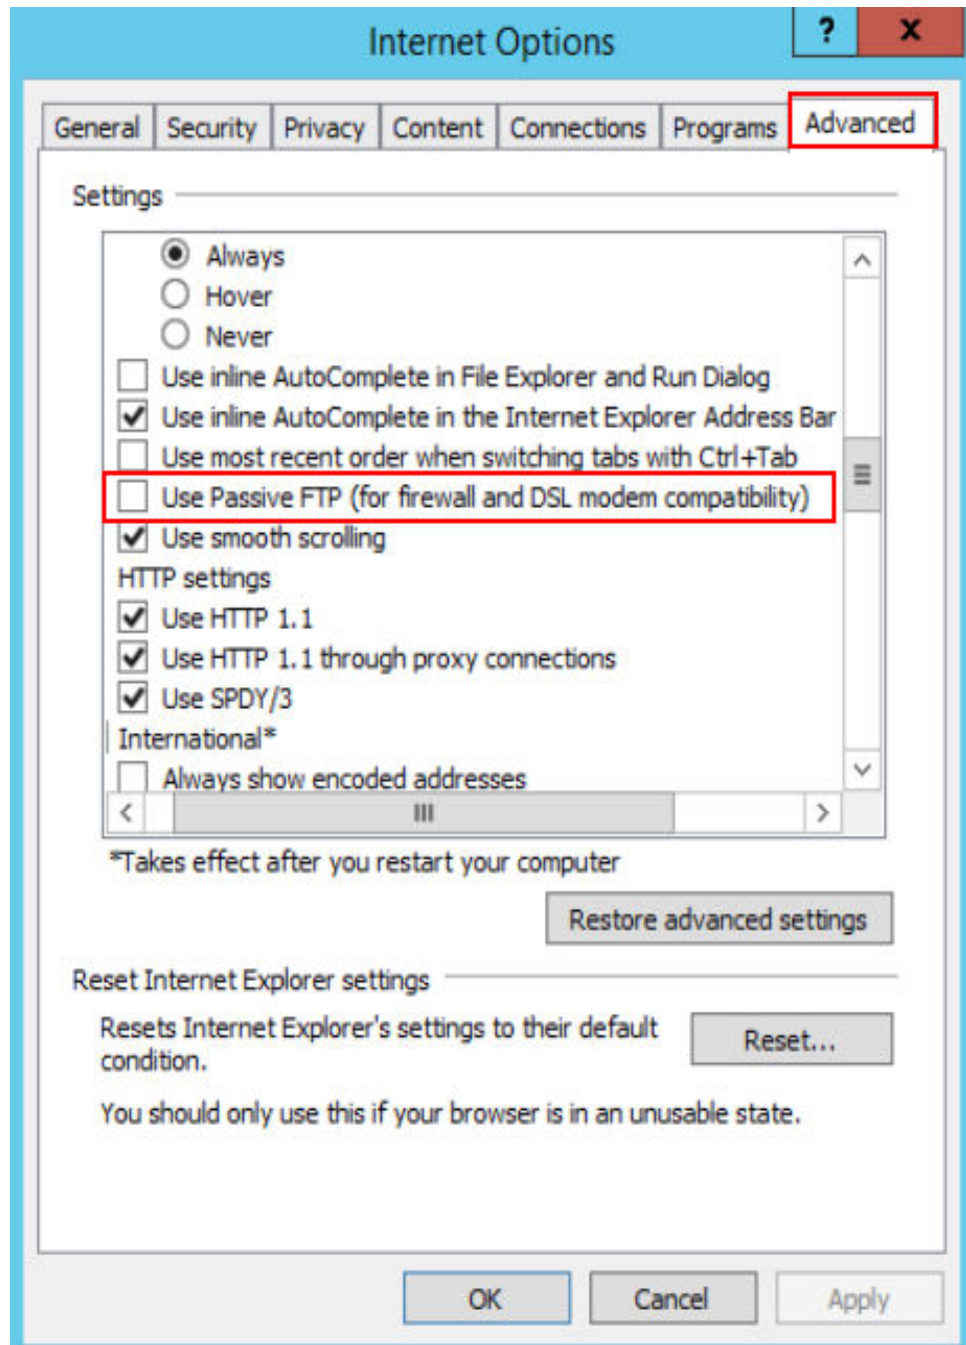 Internet Options
?
x
General Security Privacy Content Connections Programs Advanced
Settings
Always
Hover
Never
Use inline AutoComplete in File Explorer and Run Dialog
Use inline AutoComplete in the Internet Explorer Address Bar
Use most recent order when switching tabs with Ctrl+Tab
Use Passive FTP (for firewall and DSL modem compatibility)
Use smooth scrolling
HTTP settings
Use HTTP 1.1
Use HTTP 1.1 through proxy connections
Use SPDY/3
International*
Always show encoded addresses
*Takes effect after you restart your computer
Restore advanced settings
Reset Internet Explorer settings
Resets Internet Explorer's settings to their default
condition.
Reset...
You should only use this if your browser is in an unusable state.
OK Cancel Apply